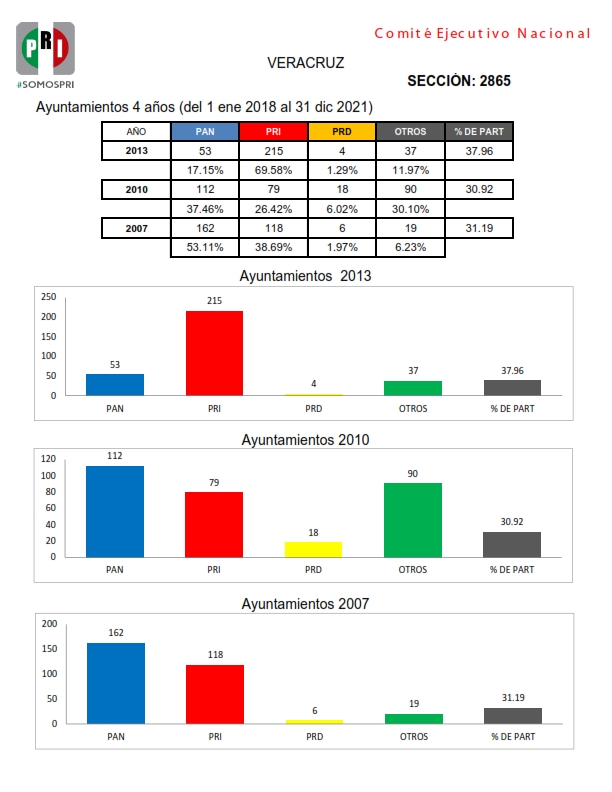 PRI
Comité Ejecutivo Nacional
#SOMOSPRI
VERACRUZ
SECCIÓN: 2865
Ayuntamientos 4 años (del 1 ene 2018 al 31 dic 2021)
AÑO PAN PRI PRD OTROS % DE PART
2013 53 215 4 37 37.96
17.15% 69.58% 1.29% 11.97%
2010 112 79 18 90 30.92
37.46% 26.42% 6.02% 30.10%
2007 162 118 6 19 31.19
53.11% 38.69% 1.97% 6.23%
Ayuntamientos 2013
250
200
150
100
50
0
53 215 4 37 37.96
PAN PRI PRD OTROS % DE PART
Ayuntamientos 2010
120
100
80
60
40
20
0
112 79 18 90 30.92
PAN PRI PRD OTROS % DE PART
Ayuntamientos 2007
200
150
100
50
0
162 118 6 19 31.19
PAN PRI PRD OTROS % DE PART